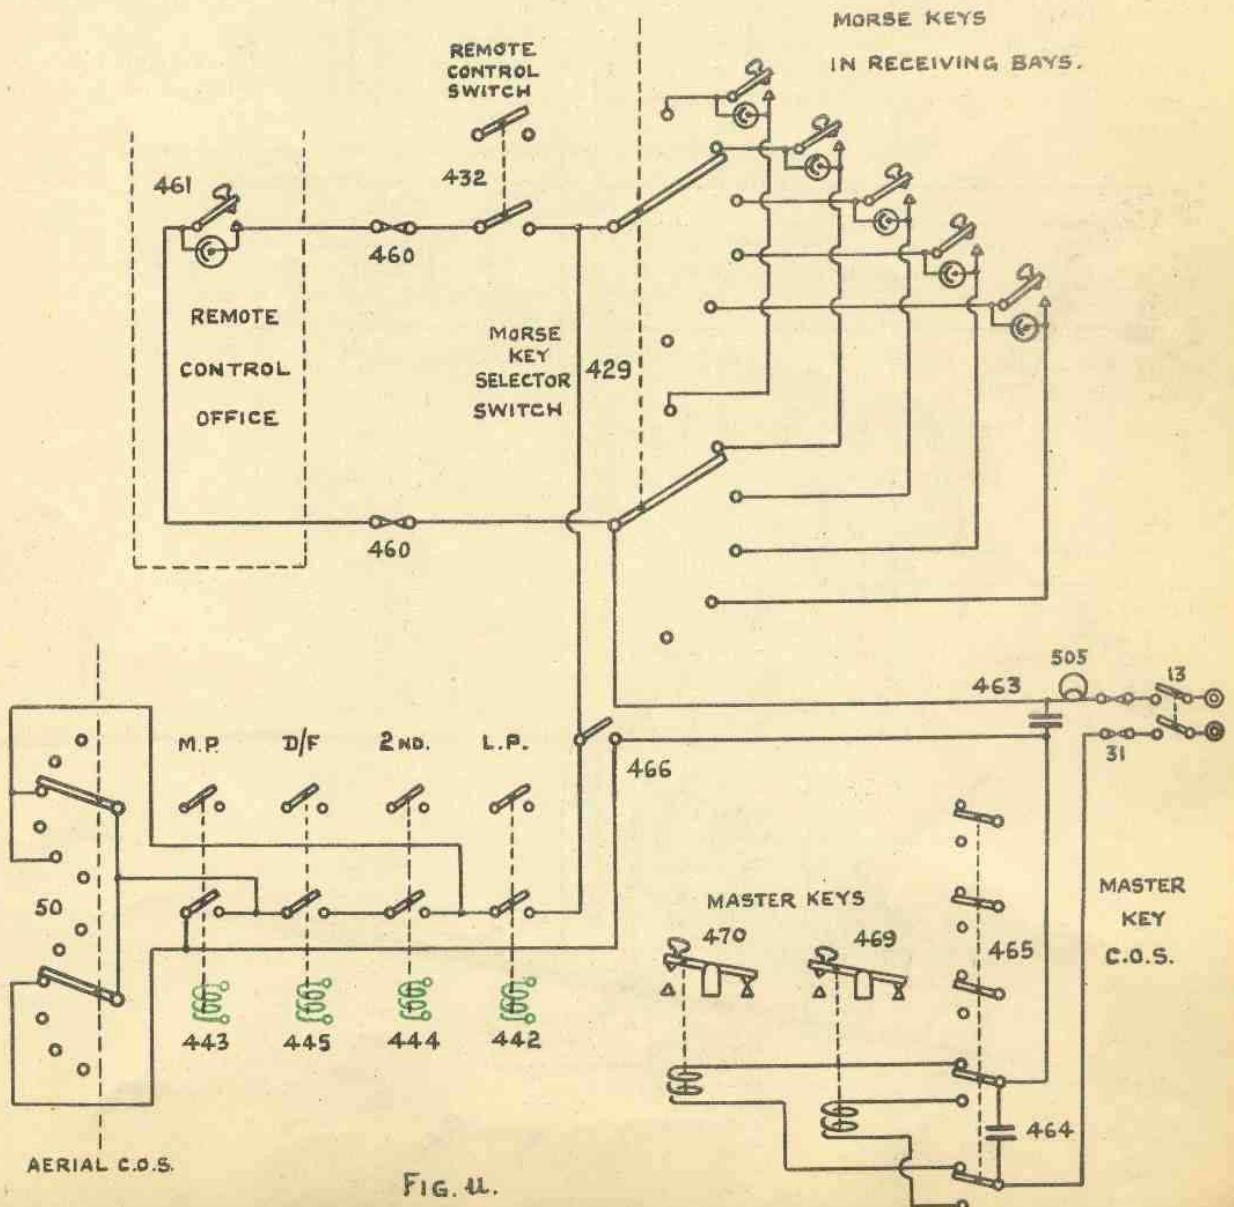 MORSE KEYS
IN RECEIVING BAYS.
REMOTE
CONTROL
SWITCH
432
461
460
REMOTE
CONTROL
OFFICE
MORSE
KEY
SELECTOR
SWITCH
429
460
505
13
463
31
466
M.P.
D/F
2ND.
L.P.
50
443
445
444
442
MASTER KEYS
470
469
465
MASTER
KEY
C.O.S.
464
AERIAL C.O.S.
FIG. U.